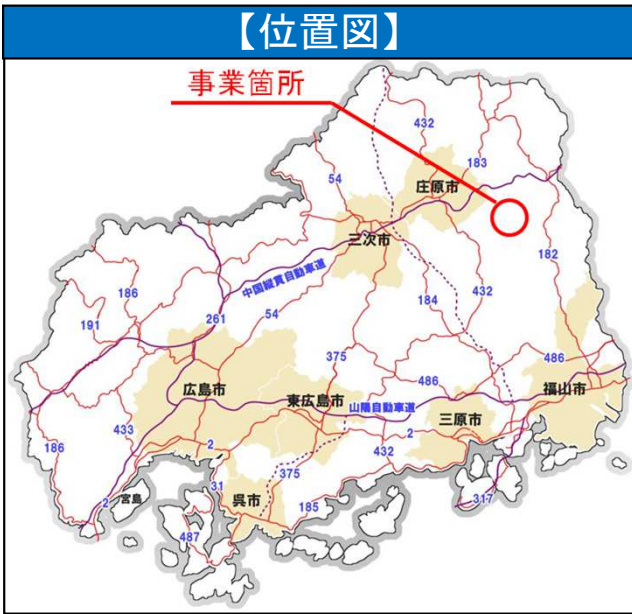 【位置図】
事業箇所
432
183
54
庄原市
三次市
182
中国縦貫自動車道
186
184
432
191
261
54
375
486
486
広島市
東広島市
山陽自動車道
福山市
三原市
433
186
2
2
432
375
31
宮島
2
呉市
185
317
487